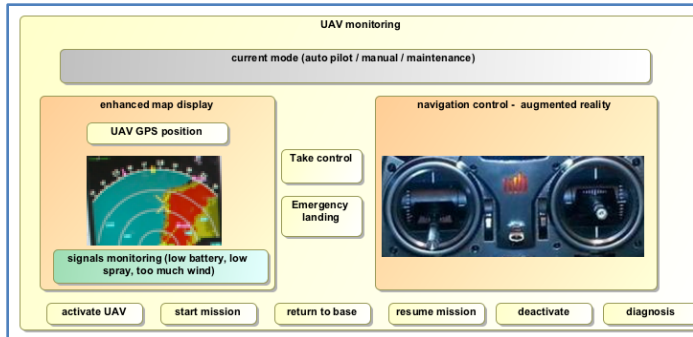 UAV monitoring
current mode (auto pilot / manual / maintenance)
enhanced map display
UAV GPS position
signals monitoring (low battery, low
spray, too much wind)
Take control
Emergency
landing
navigation control - augmented reality
activate UAV
start mission
return to base
resume mission
deactivate
diagnosis